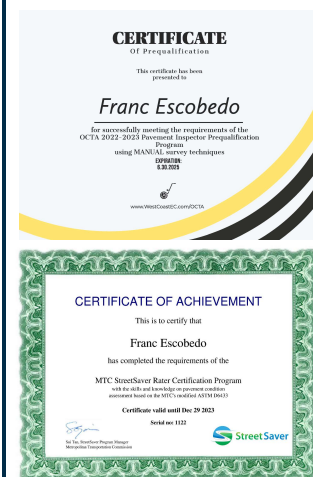 CERTIFICATE
Of Prequalification
This certificate has been
presented to
Franc Escobedo
for successfully meeting the requirements of the
OCTA 2022-2023 Pavement Inspector Prequalification
Program
using MANUAL survey techniques
EXPIRATION:
6.30.2025
www.WestCoastEC.com/OCTA
CERTIFICATE OF ACHIEVEMENT
This is to certify that
Franc Escobedo
has completed the requirements of the
MTC StreetSaver Rater Certification Program
with the skills and knowledge on pavement condition
assessment based on the MTC's modified ASTM D6433
Certificate valid until Dec 29 2023
Serial no: 1122
Sui Tan, StreetSaver Program Manager
Metropolitan Transportation Commission
StreetSaver